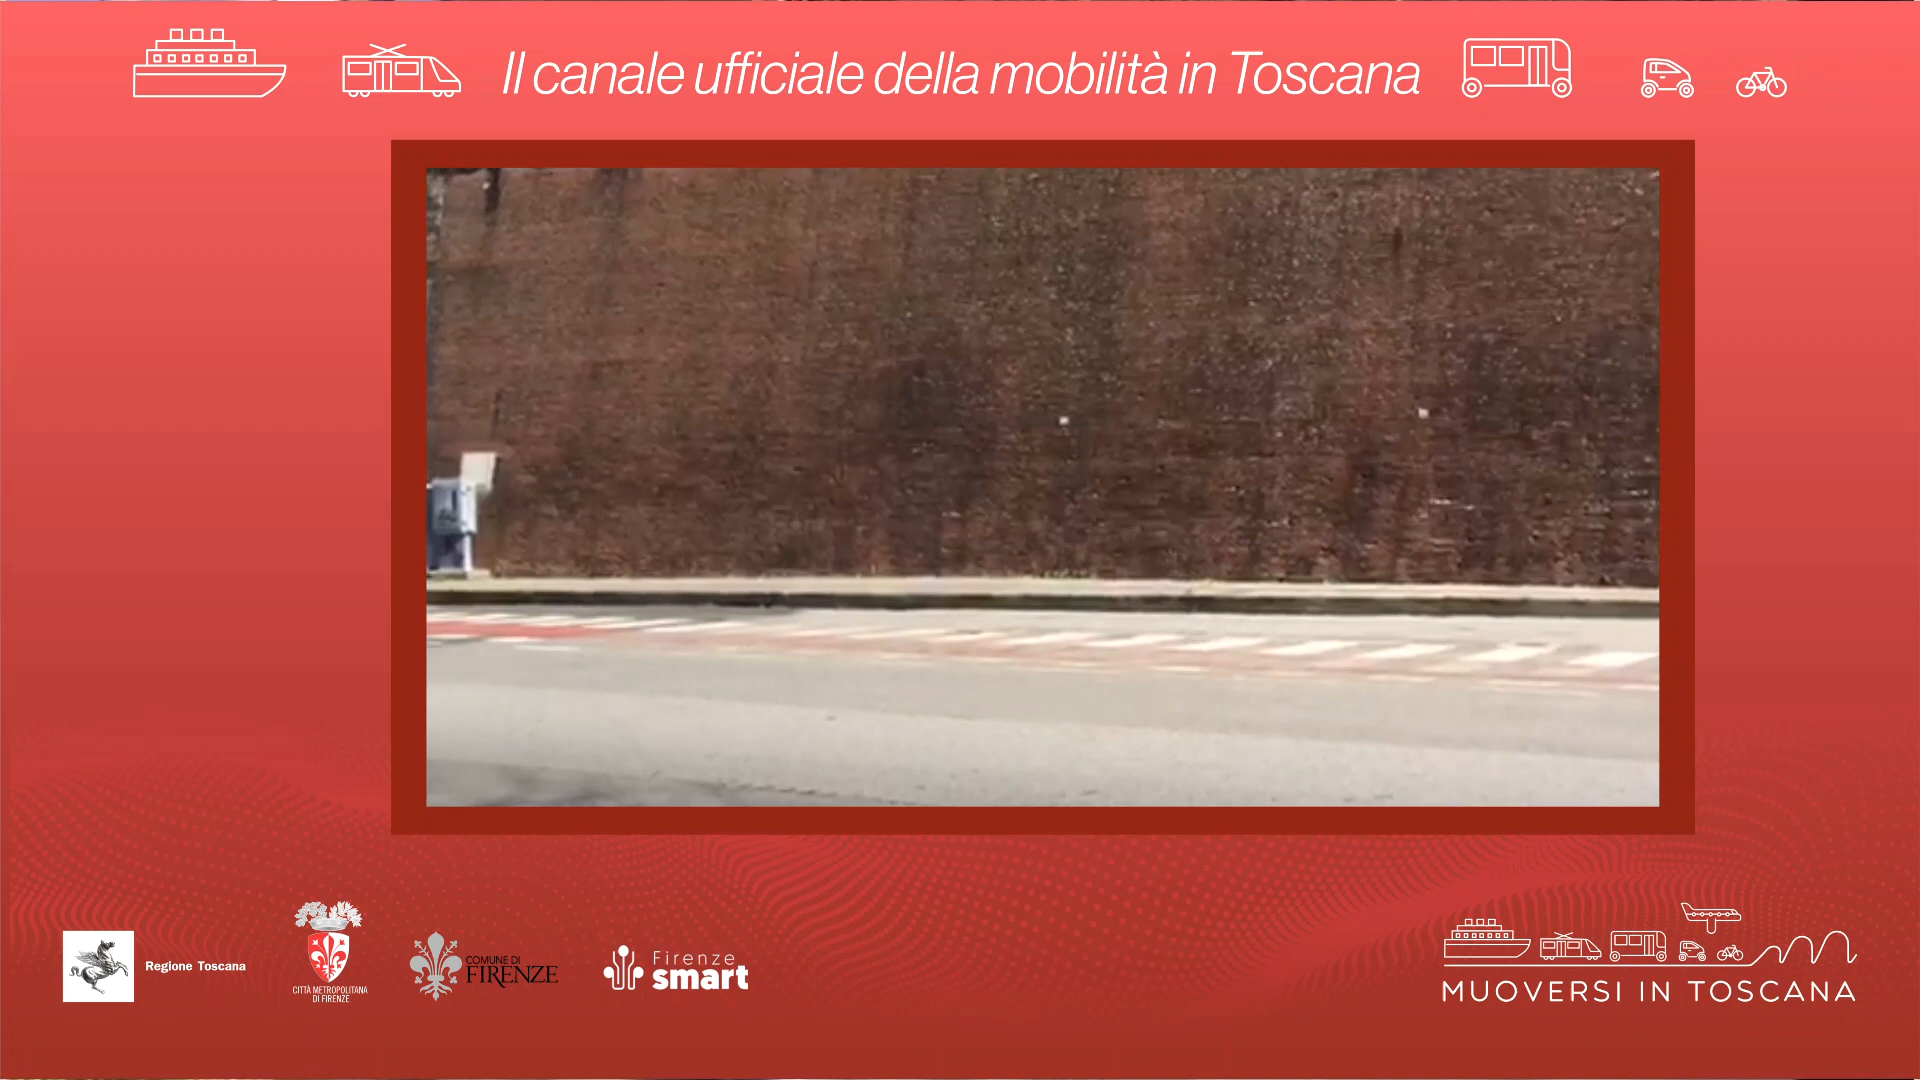 Il canale ufficiale della mobilità in Toscana
Regione Toscana
CITTÀ METROPOLITANA
DI FIRENZE
COMUNE DI
FIRENZE
Firenze
smart
MUOVERSI IN TOSCANA